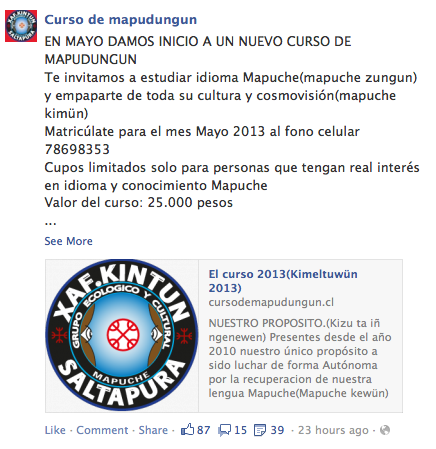 Curso de mapudungun
EN MAYO DAMOS INICIO A UN NUEVO CURSO DE
MAPUDUNGUN
Te invitamos a estudiar idioma Mapuche(mapuche zungun)
y empaparte de toda su cultura y cosmovisión(mapuche
kimün)
Matricúlate para el mes Mayo 2013 al fono celular
78698353
Cupos limitados solo para personas que tengan real interés
en idioma y conocimiento Mapuche
Valor del curso: 25.000 pesos
...
See More
XAF.KINTUN
GRUPO ECOLOGICO Y CULTURAL
MAPUCHE
SALTAPURA
El curso 2013(Kimeltuwün
2013)
cursodemapudungun.cl
NUESTRO PROPOSITO.(Kizu ta iñ
ngenewen) Presentes desde el año
2010 nuestro único propósito a
sido luchar de forma Autónoma
por la recuperacion de nuestra
lengua Mapuche(Mapuche kewün)
Like · Comment · Share · 87 15 39 · 23 hours ago ·